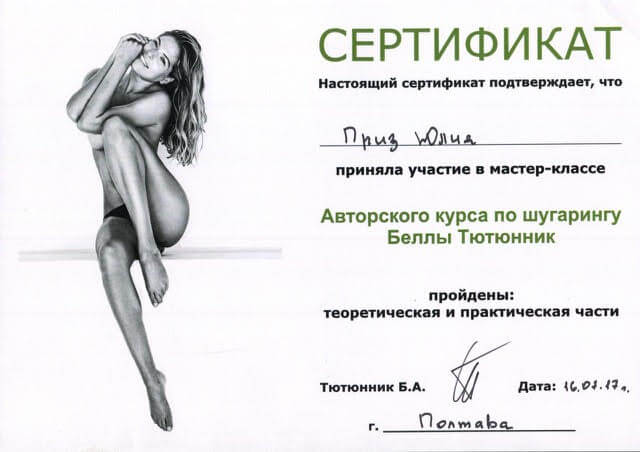 СЕРТИФИКАТ
Настоящий сертификат подтверждает, что
Приз Юлия
приняла участие в мастер-классе
Авторского курса по шугарингу
Беллы Тютюнник
пройдены:
теоретическая и практическая части
Тютюнник Б.А. Дата: 16.07.17г.
г. Полтава